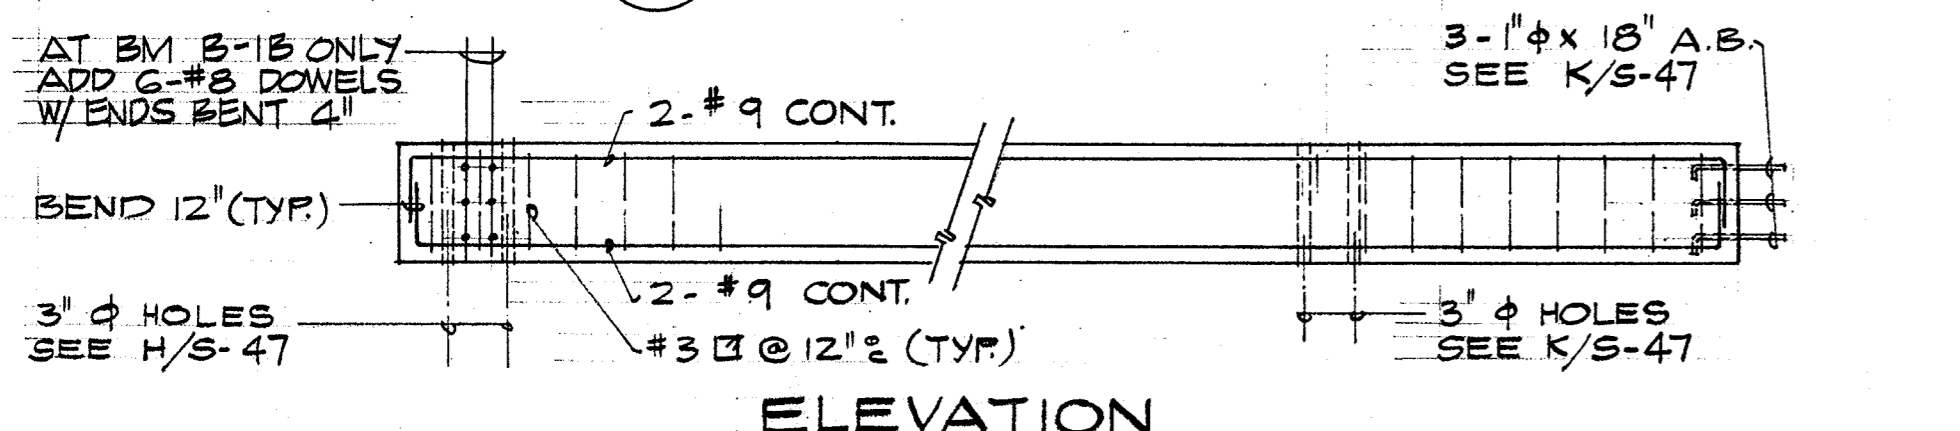 AT BM B-1B ONLY
ADD 6-#8 DOWELS
W/ ENDS BENT 4"
2-#9 CONT.
3-1"ϕ x 18" A.B.
SEE K/S-47
BEND 12"(TYP.)
3" ϕ HOLES
SEE H/S-47
2-#9 CONT.
#3 @ 12" o.c. (TYP.)
3" ϕ HOLES
SEE K/S-47
ELEVATION